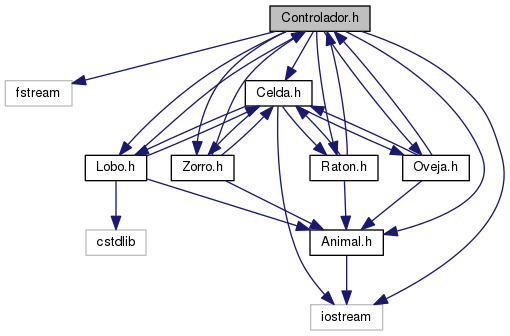 Controlador.h
fstream
Celda.h
Lobo.h
Zorro.h
Raton.h
Oveja.h
cstdlib
Animal.h
iostream